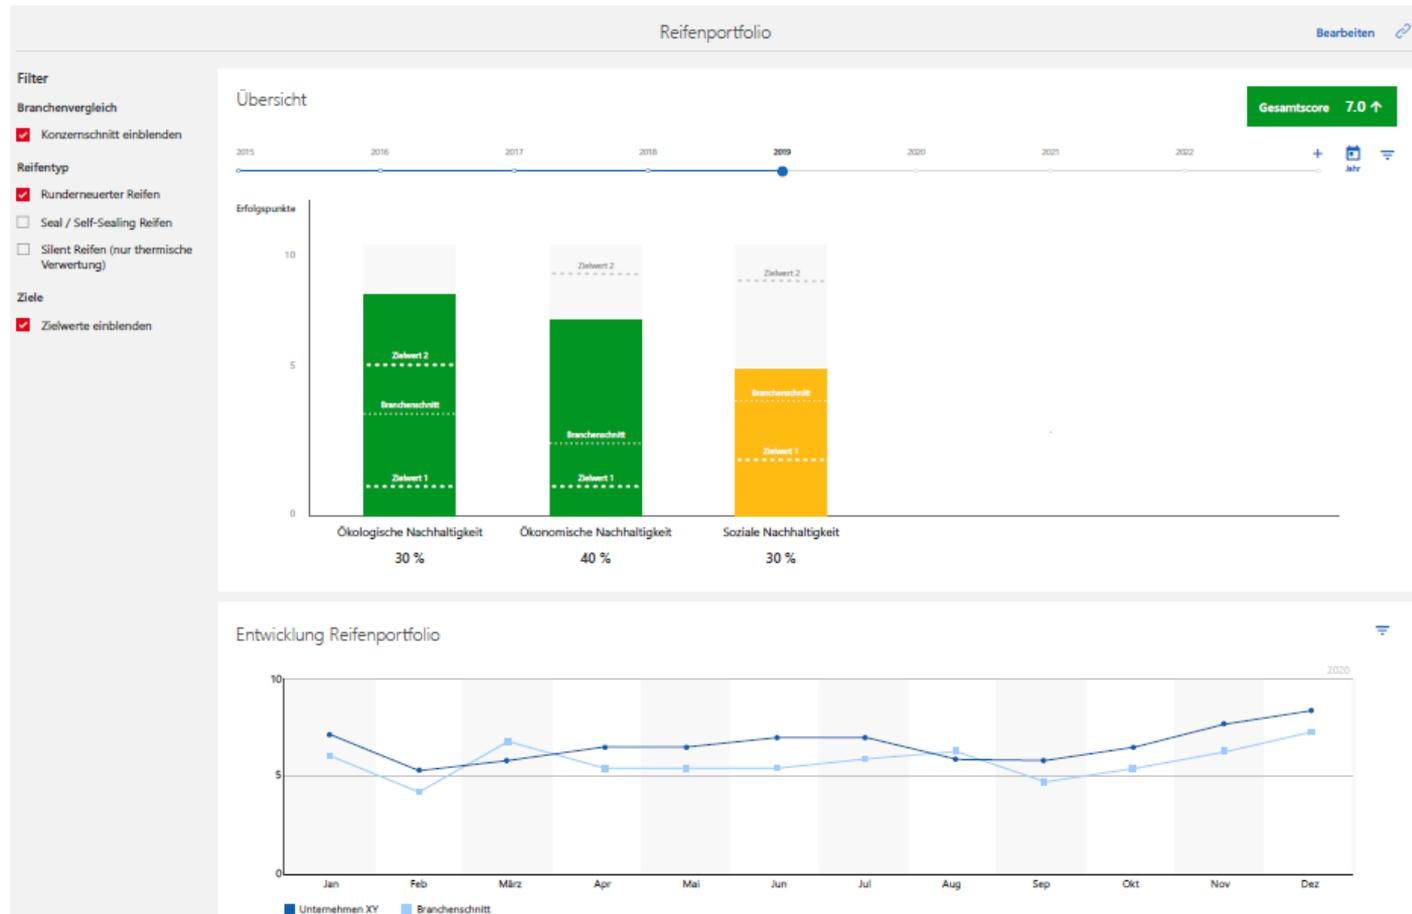 Reifenportfolio
Bearbeiten
Filter
Branchenvergleich
Konzernschnitt einblenden
Reifentyp
Runderneuerter Reifen
Seal / Self-Sealing Reifen
Silent Reifen (nur thermische
Verwertung)
Ziele
Zielwerte einblenden
Übersicht
Gesamtscore 7.0 ↑
2015 2016 2017 2018 2019 2020 2021 2022 +
Jahr
Erfolgspunkte
10
5
0
Zielwert 2
Branchenschnitt
Zielwert 1
Zielwert 2
Branchenschnitt
Zielwert 1
Zielwert 2
Branchenschnitt
Zielwert 1
Ökologische Nachhaltigkeit Ökonomische Nachhaltigkeit Soziale Nachhaltigkeit
30 % 40 % 30 %
Entwicklung Reifenportfolio
2020
10
5
0
Jan Feb März Apr Mai Jun Jul Aug Sep Okt Nov Dez
Unternehmen XY Branchenschnitt